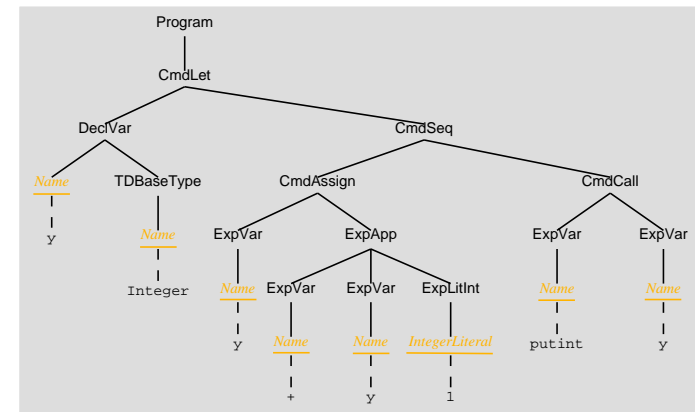 Program
CmdLet
DeclVar CmdSeq
Name TDBaseType CmdAssign CmdCall
y Name ExpVar ExpApp ExpVar ExpVar
Integer Name ExpVar ExpVar ExpLitInt Name Name
y Name Name IntegerLiteral putint y
+ y 1